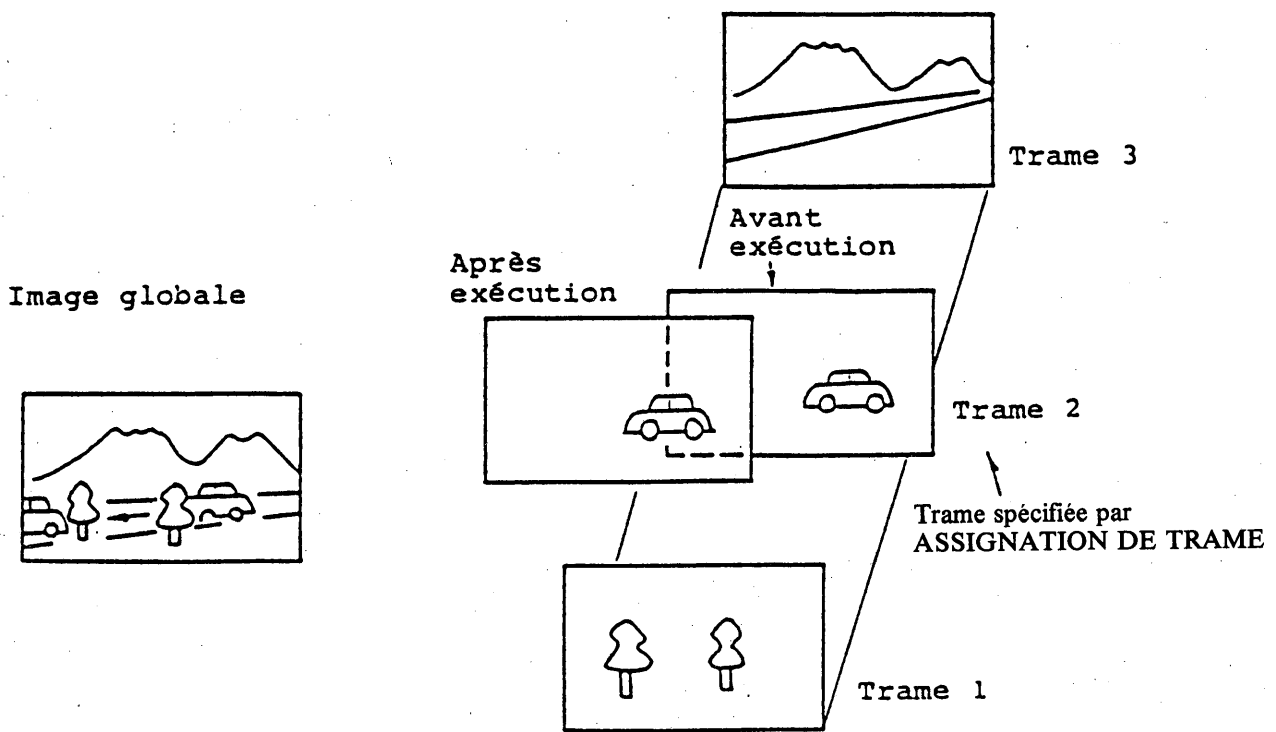 Trame 3
Avant
exécution
Après
exécution
Image globale
Trame 2
Trame spécifiée par
ASSIGNATION DE TRAME
Trame 1